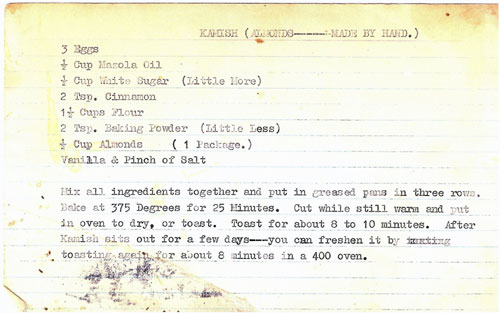 KAMISH (ALMONDS-----MADE BY HAND.)
3 Eggs
½ Cup Mazola Oil
½ Cup White Sugar (Little More)
2 Tsp. Cinnamon
1½ Cups Flour
2 Tsp. Baking Powder (Little Less)
½ Cup Almonds ( 1 Package.)
Vanilla & Pinch of Salt
Mix all ingredients together and put in greased pans in three rows.
Bake at 375 Degrees for 25 Minutes. Cut while still warm and put
in oven to dry, or toast. Toast for about 8 to 10 minutes. After
Kamish sits out for a few days---you can freshen it by
toasting again for about 8 minutes in a 400 oven.